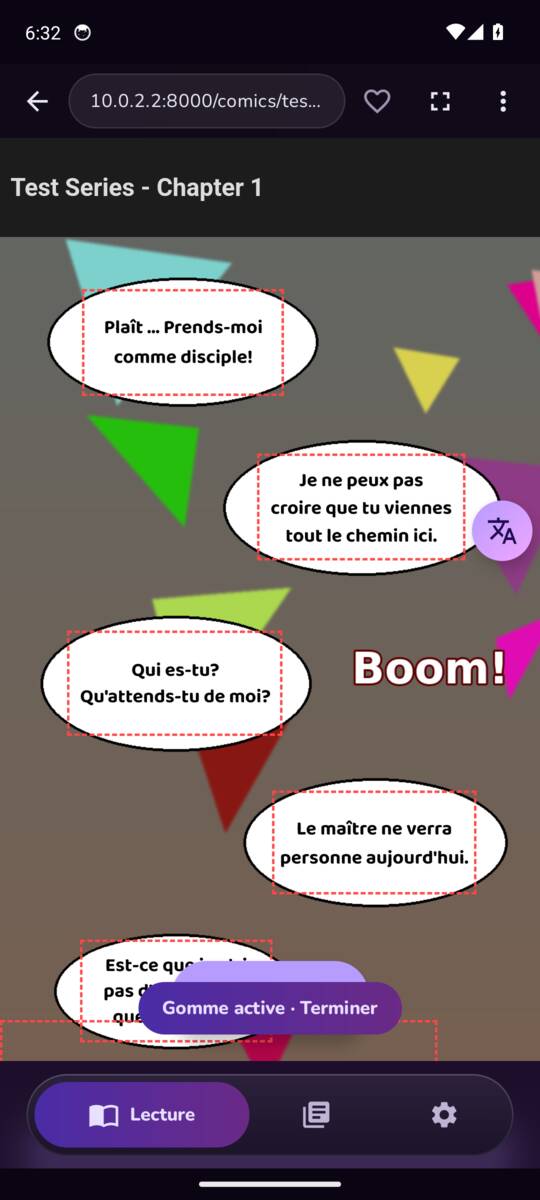 6:32
10.0.2.2:8000/comics/tes...
Test Series - Chapter 1
Plaît ... Prends-moi
comme disciple!
Je ne peux pas
croire que tu viennes
tout le chemin ici.
Qui es-tu?
Qu'attends-tu de moi?
Boom!
Le maître ne verra
personne aujourd'hui.
Est-ce que
pas
Gomme active · Terminer
Lecture